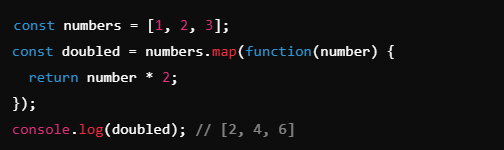 const numbers = [1, 2, 3];
const doubled = numbers.map(function(number) {
  return number * 2;
});
console.log(doubled); // [2, 4, 6]